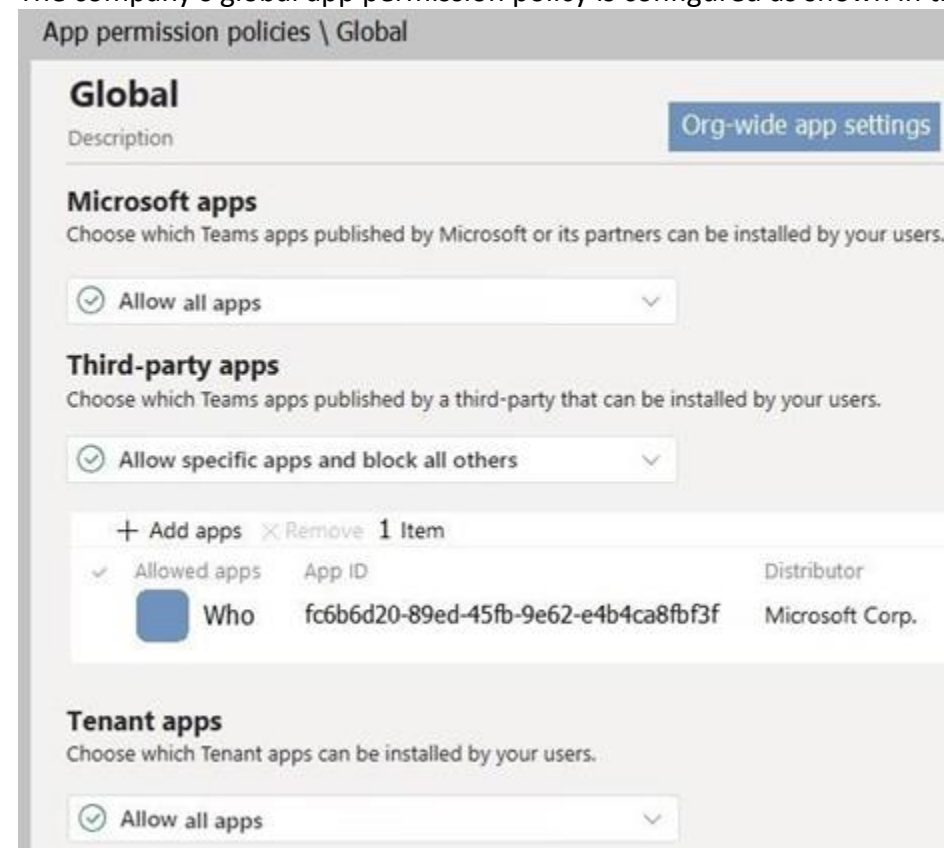 App permission policies \ Global
Global
Org-wide app settings
Description
Microsoft apps
Choose which Teams apps published by Microsoft or its partners can be installed by your users.
Allow all apps
Third-party apps
Choose which Teams apps published by a third-party that can be installed by your users.
Allow specific apps and block all others
+ Add apps × Remove 1 Item
Allowed apps App ID Distributor
Who fc6b6d20-89ed-45fb-9e62-e4b4ca8fbf3f Microsoft Corp.
Tenant apps
Choose which Tenant apps can be installed by your users.
Allow all apps